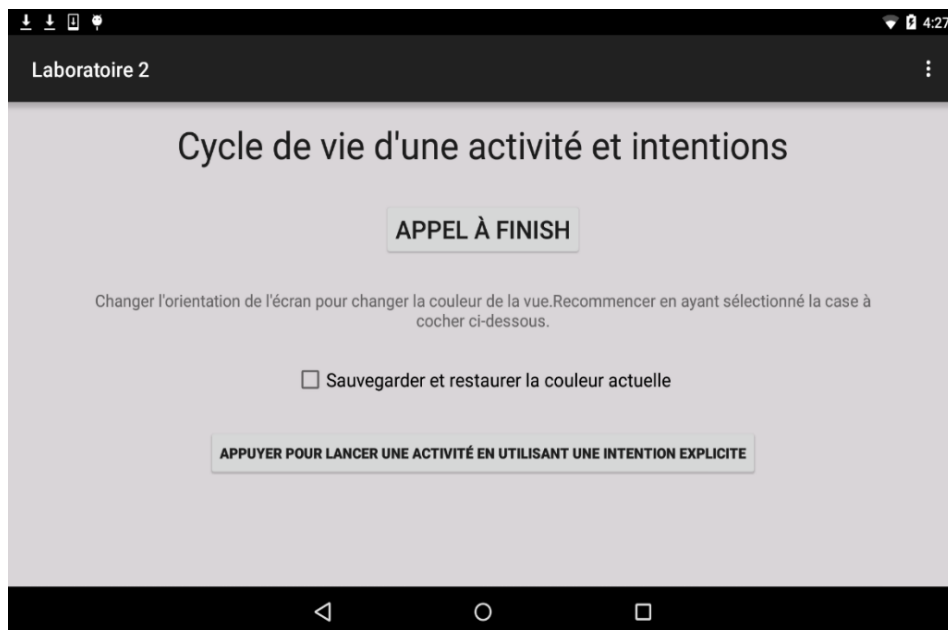 4:27
Laboratoire 2
Cycle de vie d'une activité et intentions
APPEL À FINISH
Changer l'orientation de l'écran pour changer la couleur de la vue.Recommencer en ayant sélectionné la case à
cocher ci-dessous.
Sauvegarder et restaurer la couleur actuelle
APPUYER POUR LANCER UNE ACTIVITÉ EN UTILISANT UNE INTENTION EXPLICITE